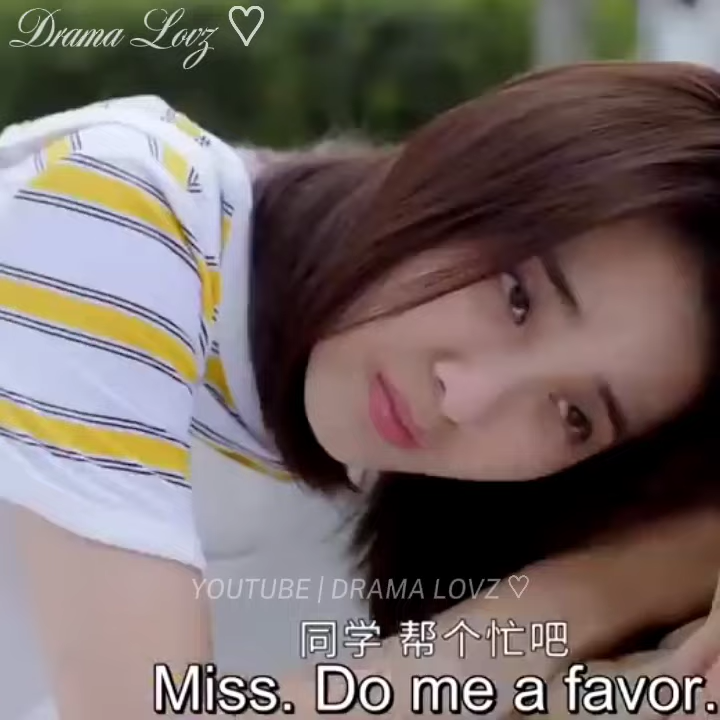 Drama Lovz ♡
YOUTUBE | DRAMA LOVZ ♡
同学 帮个忙吧
Miss. Do me a favor.